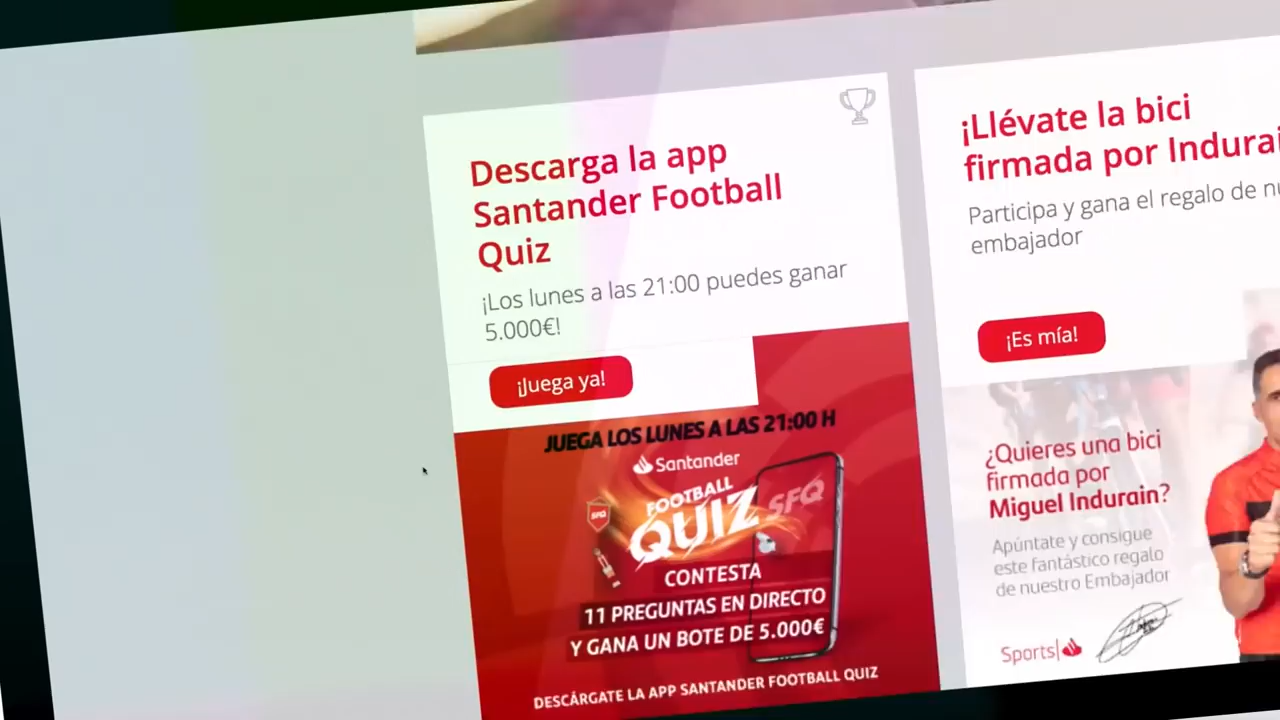 Descarga la app
Santander Football
Quiz
¡Los lunes a las 21:00 puedes ganar
5.000€!
¡Juega ya!
JUEGA LOS LUNES A LAS 21:00 H
Santander
FOOTBALL
QUIZ
SFQ
SFQ
CONTESTA
11 PREGUNTAS EN DIRECTO
Y GANA UN BOTE DE 5.000€
DESCÁRGATE LA APP SANTANDER FOOTBALL QUIZ
¡Llévate la bici
firmada por
Participa y gana el regalo de
embajador
¡Es mía!
¿Quieres una bici
firmada por
Miguel Indurain?
Apúntate y consigue
este fantástico regalo
de nuestro Embajador
Sports